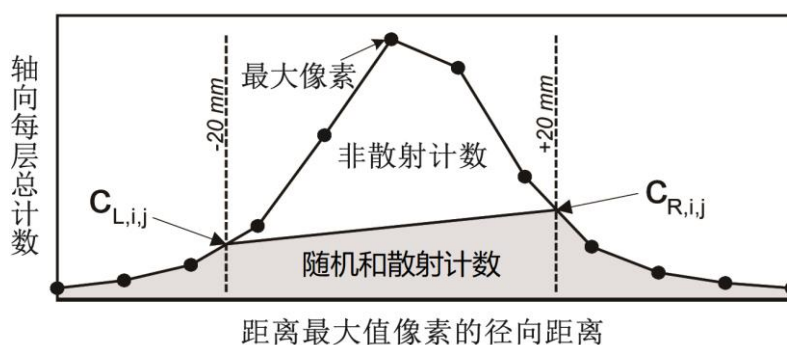 轴向每层总计数
最大像素
-20 mm
+20 mm
非散射计数
C_{L,i,j}
C_{R,i,j}
随机和散射计数
距离最大值像素的径向距离